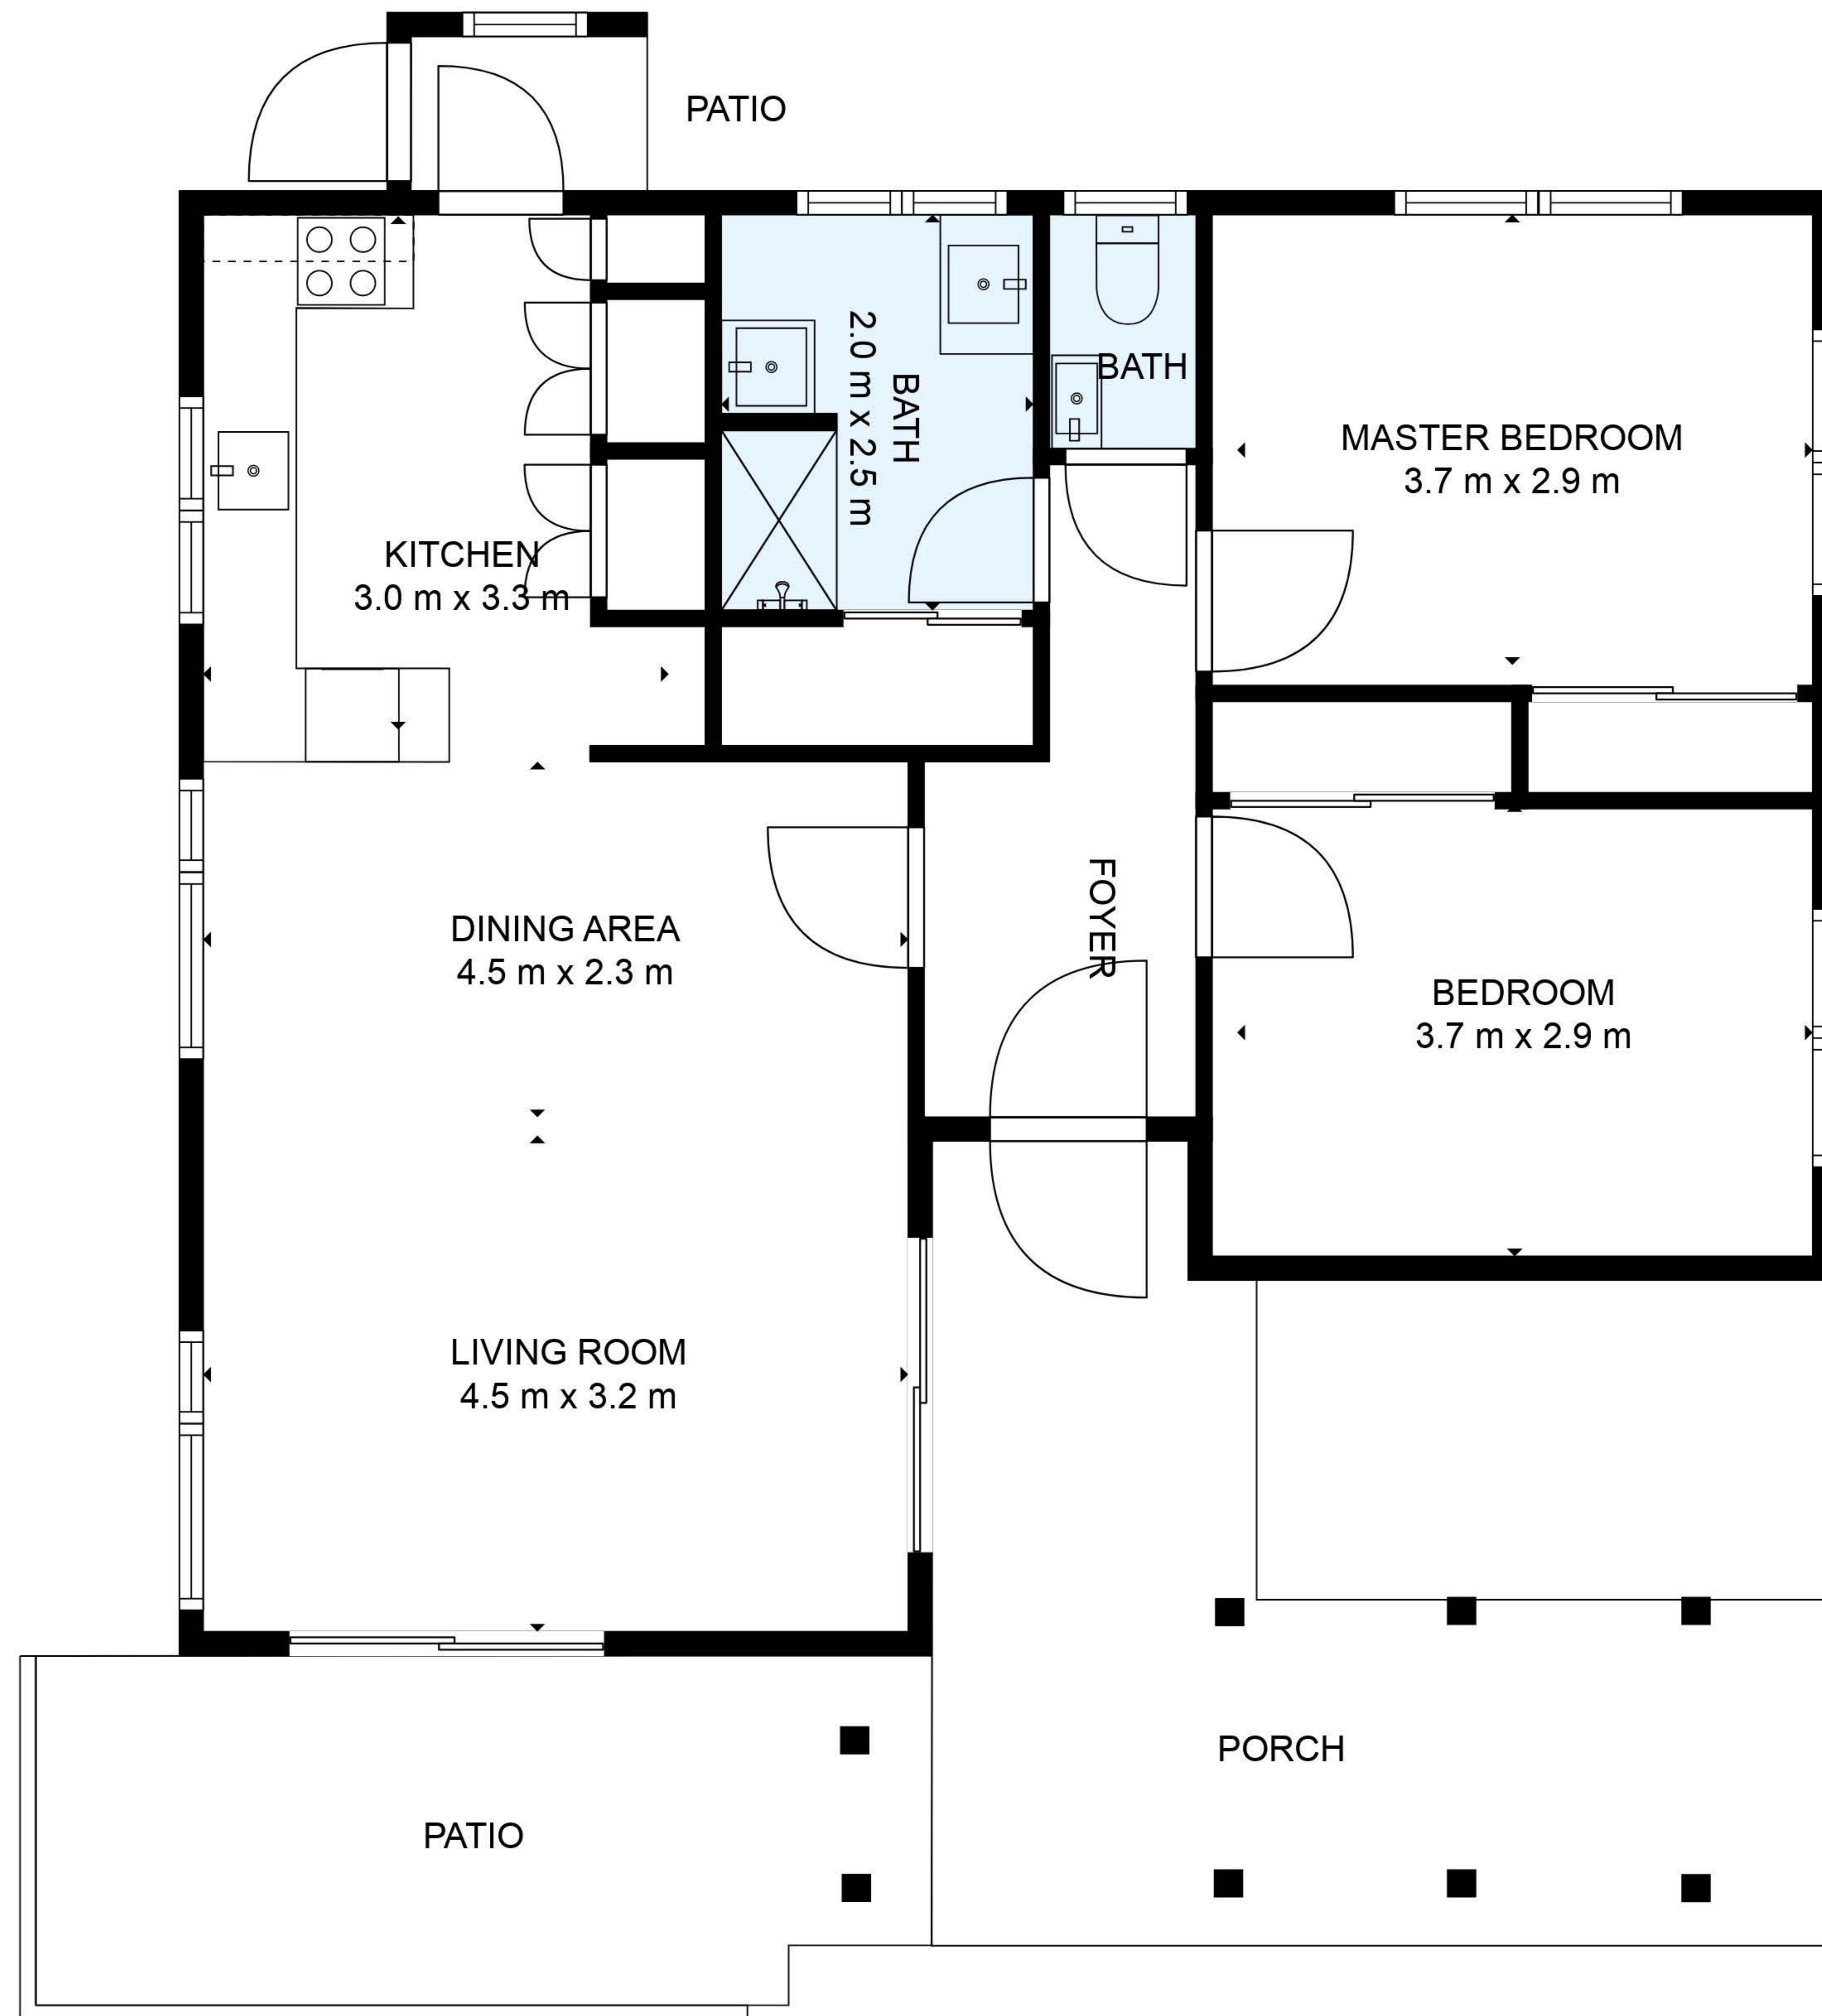 PATIO
BATH
2.0 m x 2.5 m
BATH
MASTER BEDROOM
3.7 m x 2.9 m
KITCHEN
3.0 m x 3.3 m
FOYER
DINING AREA
4.5 m x 2.3 m
BEDROOM
3.7 m x 2.9 m
LIVING ROOM
4.5 m x 3.2 m
PORCH
PATIO